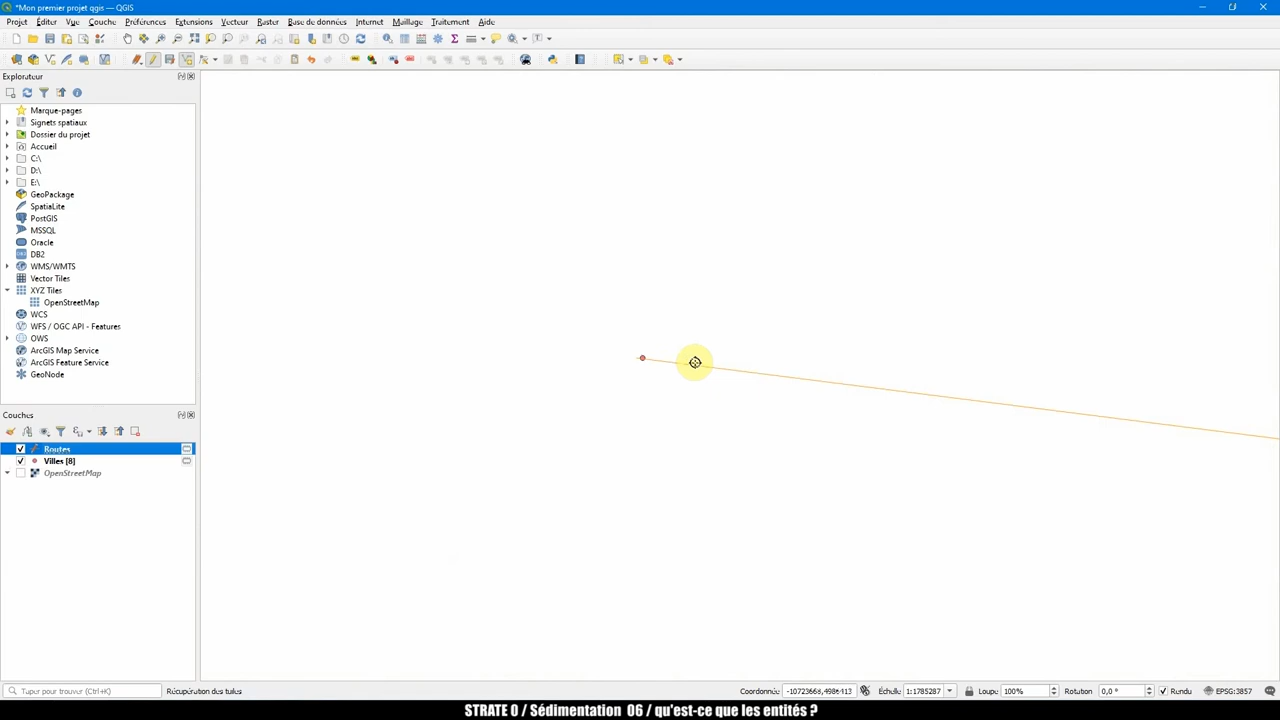 *Mon premier projet qgis — QGIS
Projet Éditer Vue Couche Préférences Extensions Vecteur Raster Base de données Internet Maillage Traitement Aide
Explorateur
Marque-pages
Signets spatiaux
Dossier du projet
Accueil
C:\
D:\
E:\
GeoPackage
SpatiaLite
PostGIS
MSSQL
Oracle
DB2
WMS/WMTS
Vector Tiles
XYZ Tiles
OpenStreetMap
WCS
WFS / OGC API - Features
OWS
ArcGIS Map Service
ArcGIS Feature Service
GeoNode
Couches
Routes
Villes [8]
OpenStreetMap
Taper pour trouver (Ctrl+K) Récupération des tuiles Coordonnée Échelle 1:1785287 Loupe 100% Rotation 0,0 ° Rendu EPSG:3857
STRATE 0 / Sédimentation 06 / qu'est-ce que les entités ?